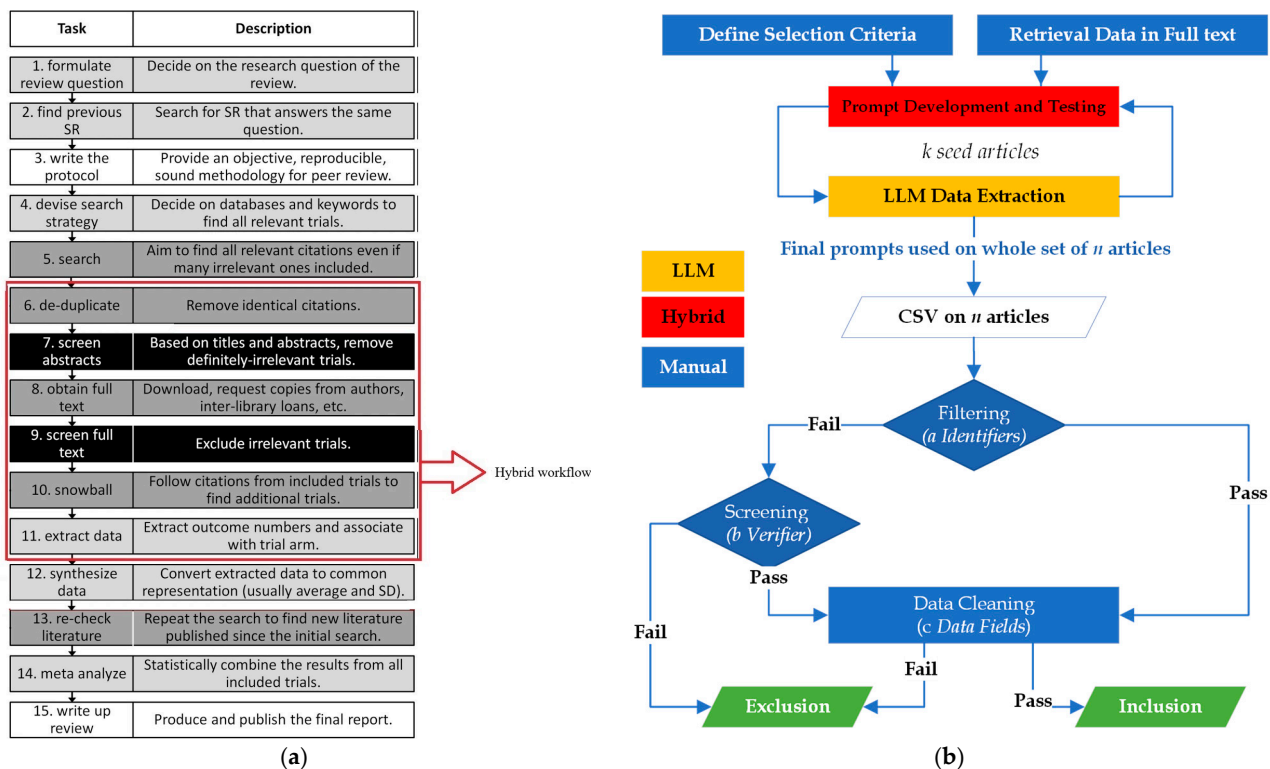 Task
Description
1. formulate
review question
Decide on the research question of the
review.
2. find previous
SR
Search for SR that answers the same
question.
3. write the
protocol
Provide an objective, reproducible,
sound methodology for peer review.
4. devise search
strategy
Decide on databases and keywords to
find all relevant trials.
5. search
Aim to find all relevant citations even if
many irrelevant ones included.
6. de-duplicate
Remove identical citations.
7. screen
abstracts
Based on titles and abstracts, remove
definitely-irrelevant trials.
8. obtain full
text
Download, request copies from authors,
inter-library loans, etc.
9. screen full
text
Exclude irrelevant trials.
10. snowball
Follow citations from included trials to
find additional trials.
11. extract data
Extract outcome numbers and associate
with trial arm.
12. synthesize
data
Convert extracted data to common
representation (usually average and SD).
13. re-check
literature
Repeat the search to find new literature
published since the initial search.
14. meta analyze
Statistically combine the results from all
included trials.
15. write up
review
Produce and publish the final report.
Hybrid workflow
(a)
Define Selection Criteria
Retrieval Data in Full text
Prompt Development and Testing
k seed articles
LLM Data Extraction
Final prompts used on whole set of n articles
LLM
Hybrid
Manual
CSV on n articles
Filtering
(a Identifiers)
Fail
Pass
Screening
(b Verifier)
Pass
Fail
Data Cleaning
(c Data Fields)
Fail
Pass
Exclusion
Inclusion
(b)